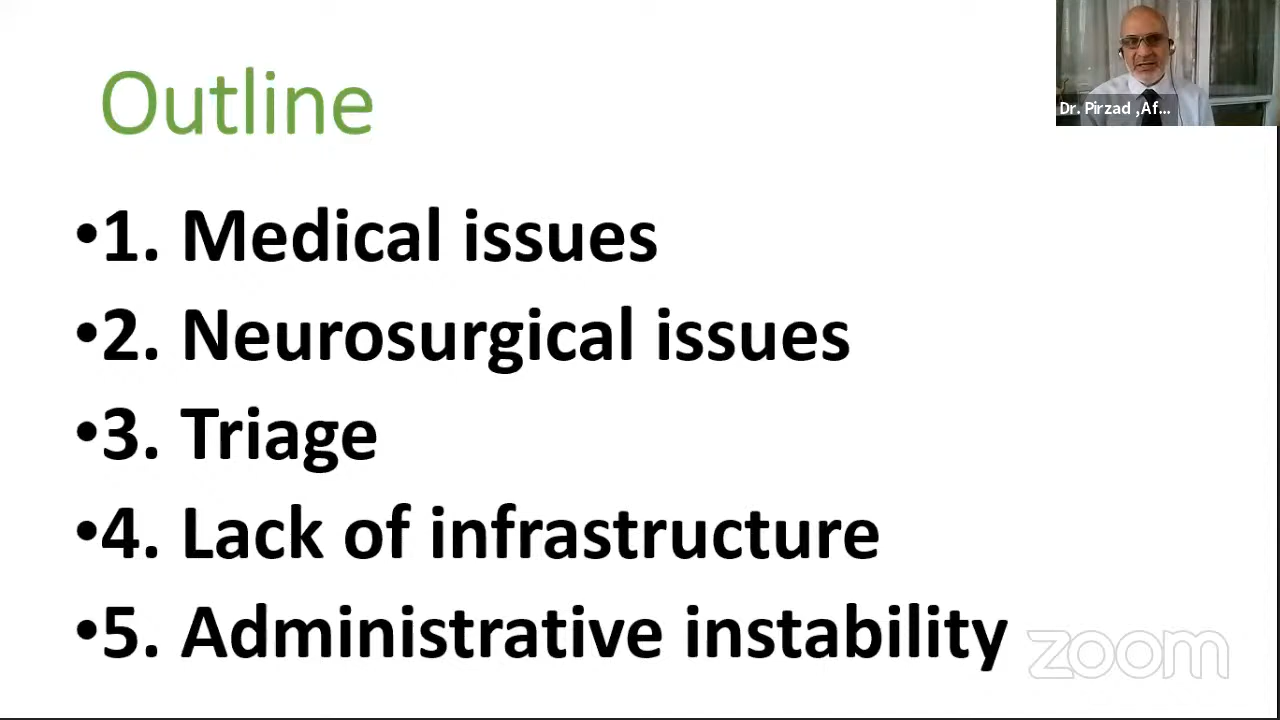 Outline
Dr. Pirzad ,Af...
•1. Medical issues
•2. Neurosurgical issues
•3. Triage
•4. Lack of infrastructure
•5. Administrative instability
zoom